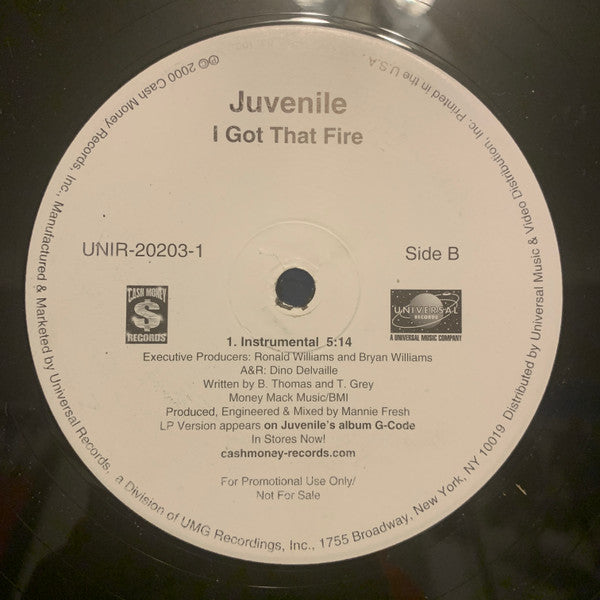 Juvenile
I Got That Fire
UNIR-20203-1
Side B
CASH MONEY
$
RECORDS
UNIVERSAL
RECORDS
A UNIVERSAL MUSIC COMPANY
1. Instrumental 5:14
Executive Producers: Ronald Williams and Bryan Williams
A&R: Dino Delvaille
Written by B. Thomas and T. Grey
Money Mack Music/BMI
Produced, Engineered & Mixed by Mannie Fresh
LP Version appears on Juvenile's album G-Code
In Stores Now!
cashmoney-records.com
For Promotional Use Only/
Not For Sale
℗© 2000 Cash Money Records, Inc., Manufactured & Marketed by Universal Records, a Division of UMG Recordings, Inc., 1755 Broadway, New York, NY 10019 Distributed by Universal Music & Video Distribution, Inc. Printed in the U.S.A.